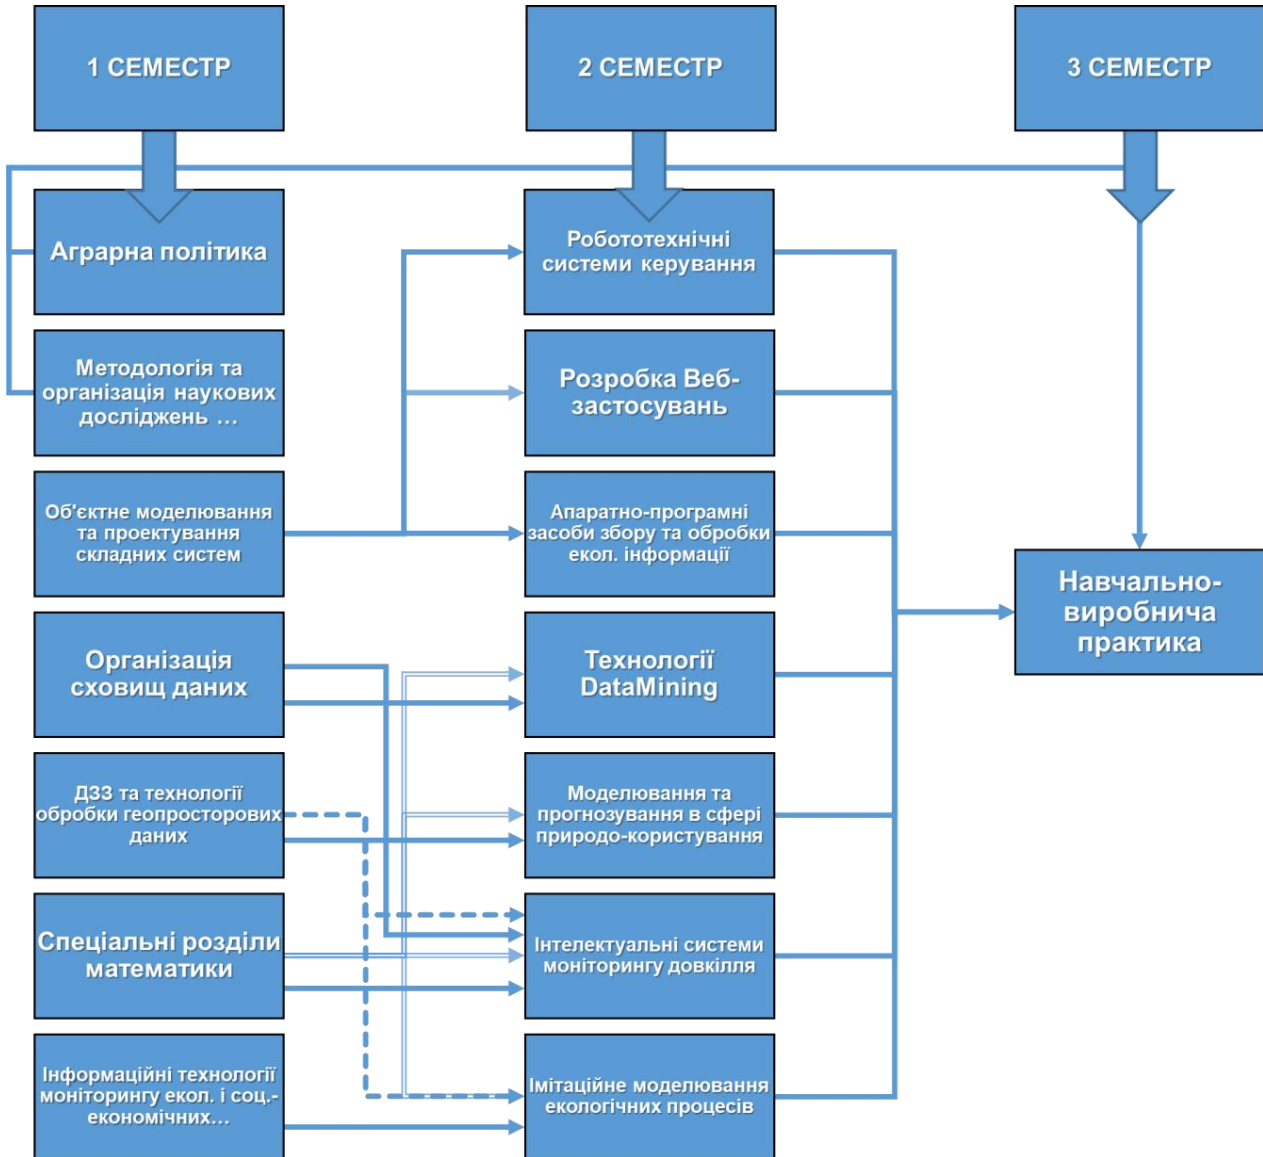 1 СЕМЕСТР
2 СЕМЕСТР
3 СЕМЕСТР
Аграрна політика
Методологія та
організація наукових
досліджень ...
Об'єктне моделювання
та проектування
складних систем
Організація
сховищ даних
ДЗЗ та технології
обробки геопросторових
даних
Спеціальні розділи
математики
Інформаційні технології
моніторингу екол. і соц.-
економічних...
Робототехнічні
системи керування
Розробка Веб-
застосувань
Апаратно-програмні
засоби збору та обробки
екол. інформації
Технології
DataMining
Моделювання та
прогнозування в сфері
природо-користування
Інтелектуальні системи
моніторингу довкілля
Імітаційне моделювання
екологічних процесів
Навчально-
виробнича
практика